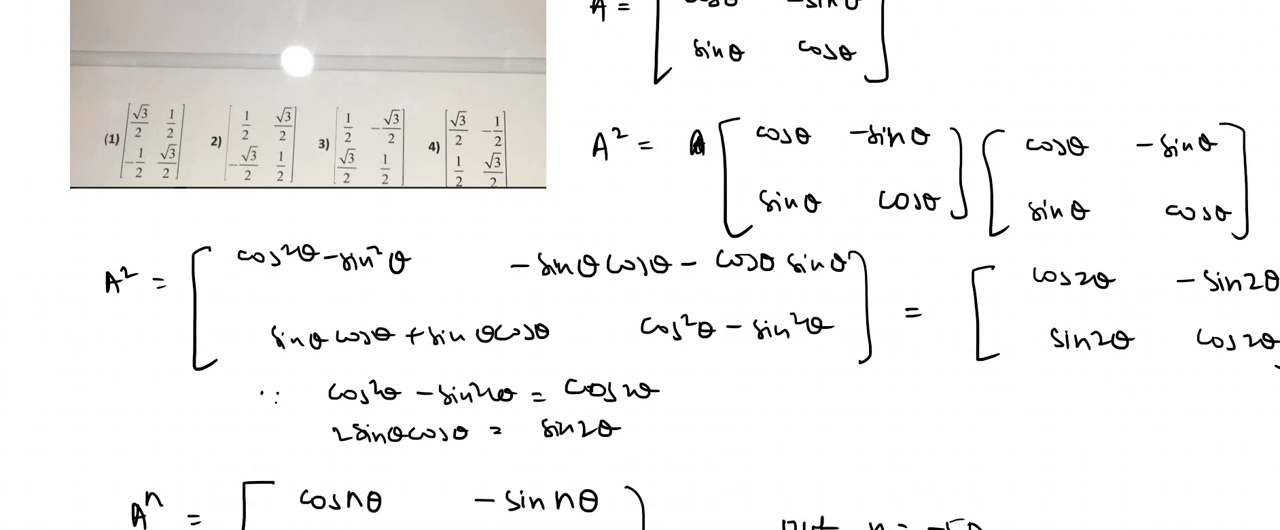 A = [ cosθ -sinθ
sinθ cosθ ]
(1) [ √3/2 1/2 ; -1/2 √3/2 ] 2) [ 1/2 √3/2 ; -√3/2 1/2 ] 3) [ 1/2 -√3/2 ; √3/2 1/2 ] 4) [ √3/2 -1/2 ; 1/2 √3/2 ]
A² = [ cosθ -sinθ ; sinθ cosθ ] [ cosθ -sinθ ; sinθ cosθ ]
A² = [ cos²θ-sin²θ -sinθcosθ - cosθ sinθ ; sinθcosθ + sinθcosθ cos²θ - sin²θ ] = [ cos2θ -sin2θ ; sin2θ cos2θ ]
∵ cos²θ - sin²θ = cos2θ
2sinθcosθ = sin2θ
Aⁿ = [ cosnθ -sin nθ